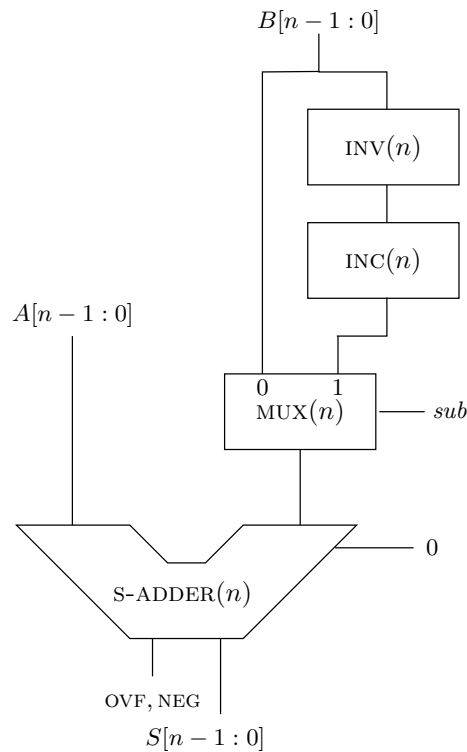 B[n − 1 : 0]
INV(n)
INC(n)
A[n − 1 : 0]
0 1
MUX(n)
sub
0
S-ADDER(n)
OVF, NEG
S[n − 1 : 0]